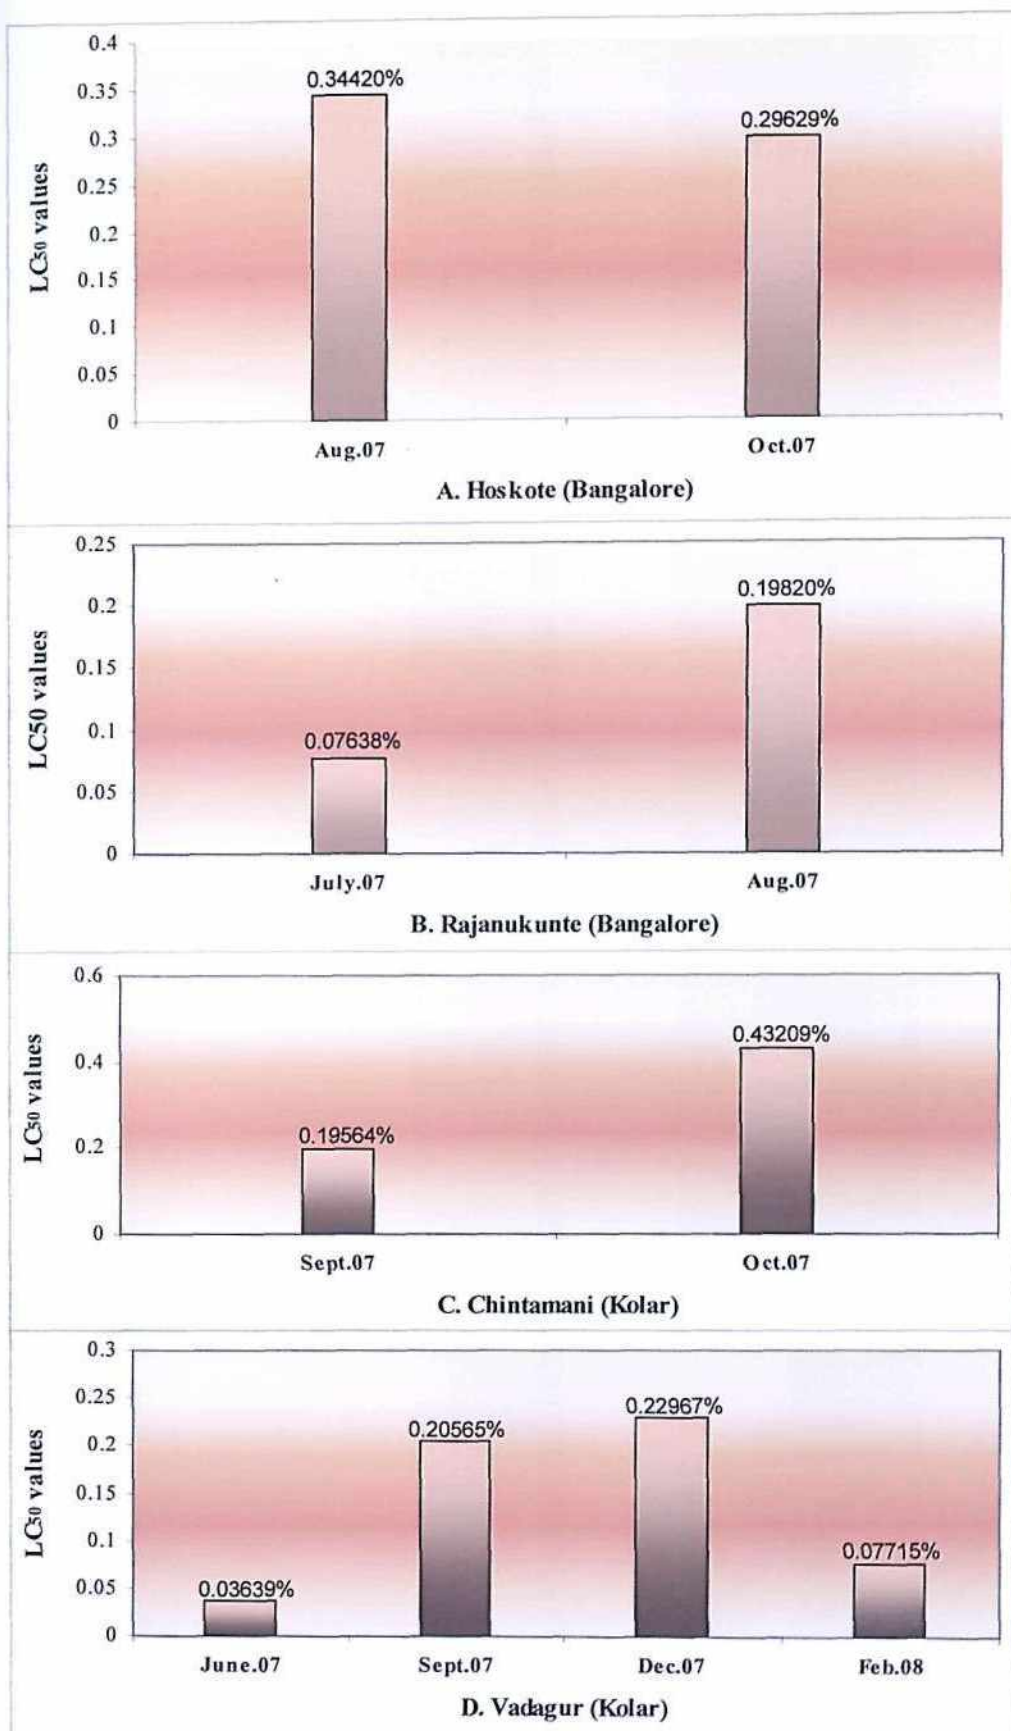 0.4
0.35
0.3
0.25
0.2
0.15
0.1
0.05
0
LC50 values
0.34420%
0.29629%
Aug.07
Oct.07
A. Hoskote (Bangalore)
0.25
0.2
0.15
0.1
0.05
0
LC50 values
0.07638%
0.19820%
July.07
Aug.07
B. Rajanukunte (Bangalore)
0.6
0.4
0.2
0
LC50 values
0.19564%
0.43209%
Sept.07
Oct.07
C. Chintamani (Kolar)
0.3
0.25
0.2
0.15
0.1
0.05
0
LC50 values
0.03639%
0.20565%
0.22967%
0.07715%
June.07
Sept.07
Dec.07
Feb.08
D. Vadagur (Kolar)